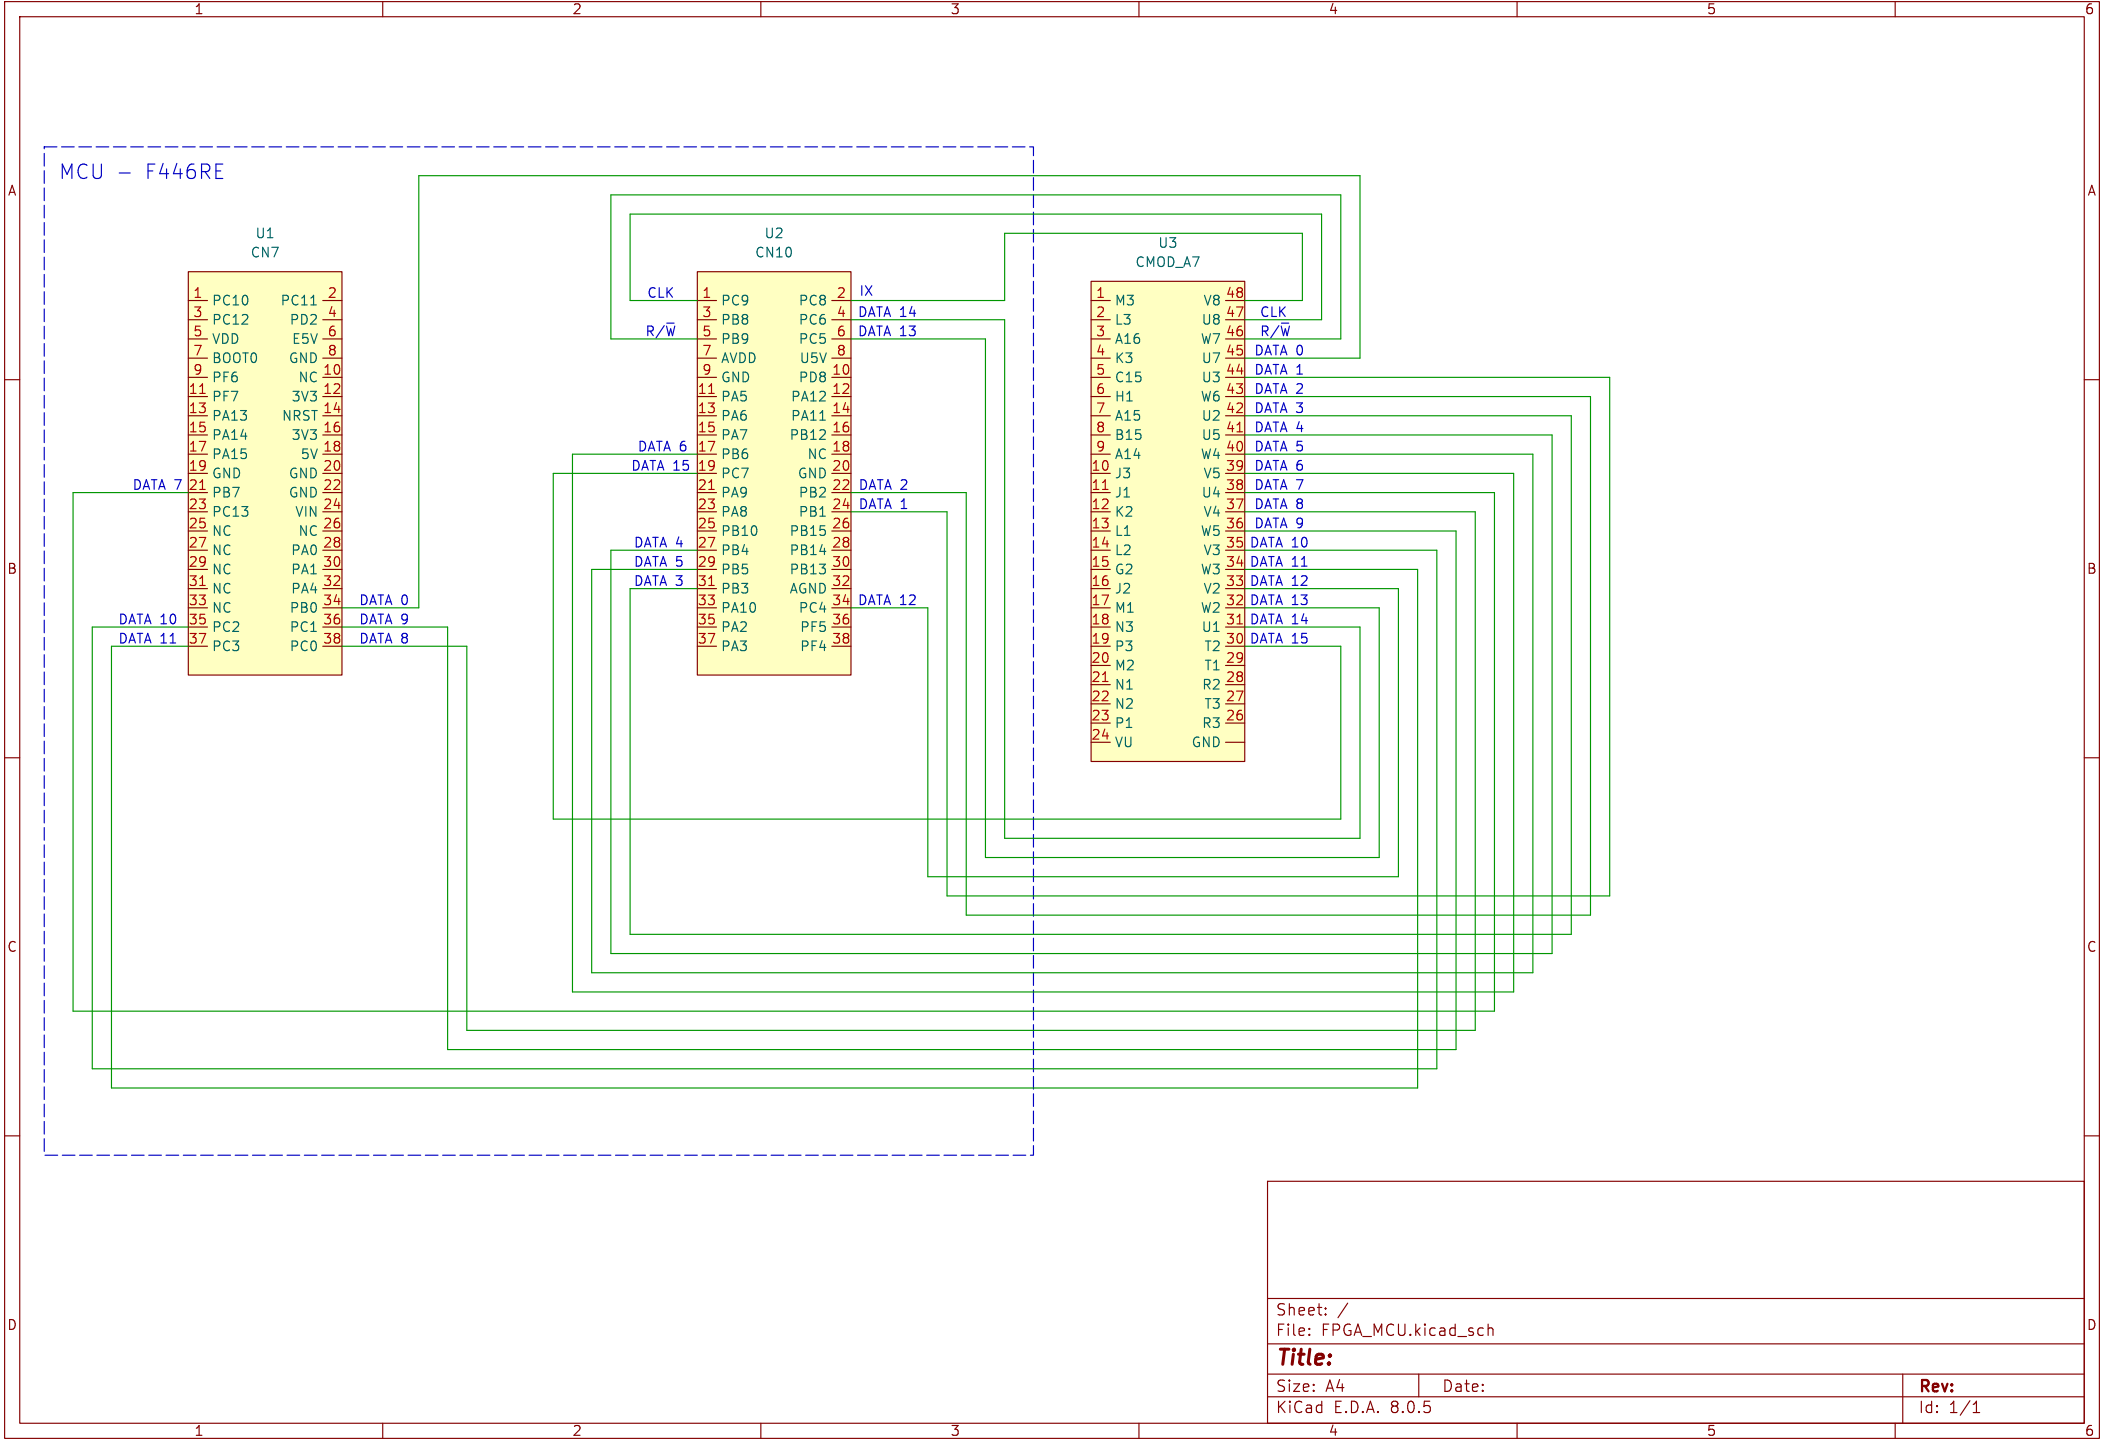 1 2 3 4 5 6
A A
B B
C C
D D
MCU - F446RE
U1
CN7
1 PC10 PC11 2
3 PC12 PD2 4
5 VDD E5V 6
7 BOOT0 GND 8
9 PF6 NC 10
11 PF7 3V3 12
13 PA13 NRST 14
15 PA14 3V3 16
17 PA15 5V 18
19 GND GND 20
DATA 7 21 PB7 GND 22
23 PC13 VIN 24
25 NC NC 26
27 NC PA0 28
29 NC PA1 30
31 NC PA4 32
33 NC PB0 34 DATA 0
DATA 10 35 PC2 PC1 36 DATA 9
DATA 11 37 PC3 PC0 38 DATA 8
U2
CN10
CLK 1 PC9 PC8 2 IX
3 PB8 PC6 4 DATA 14
R/W̅ 5 PB9 PC5 6 DATA 13
7 AVDD U5V 8
9 GND PD8 10
11 PA5 PA12 12
13 PA6 PA11 14
15 PA7 PB12 16
DATA 6 17 PB6 NC 18
DATA 15 19 PC7 GND 20
21 PA9 PB2 22 DATA 2
23 PA8 PB1 24 DATA 1
25 PB10 PB15 26
DATA 4 27 PB4 PB14 28
DATA 5 29 PB5 PB13 30
DATA 3 31 PB3 AGND 32
33 PA10 PC4 34 DATA 12
35 PA2 PF5 36
37 PA3 PF4 38
U3
CMOD_A7
1 M3 V8 48
2 L3 U8 47 CLK
3 A16 W7 46 R/W̅
4 K3 U7 45 DATA 0
5 C15 U3 44 DATA 1
6 H1 W6 43 DATA 2
7 A15 U2 42 DATA 3
8 B15 U5 41 DATA 4
9 A14 W4 40 DATA 5
10 J3 V5 39 DATA 6
11 J1 U4 38 DATA 7
12 K2 V4 37 DATA 8
13 L1 W5 36 DATA 9
14 L2 V3 35 DATA 10
15 G2 W3 34 DATA 11
16 J2 V2 33 DATA 12
17 M1 W2 32 DATA 13
18 N3 U1 31 DATA 14
19 P3 T2 30 DATA 15
20 M2 T1 29
21 N1 R2 28
22 N2 T3 27
23 P1 R3 26
24 VU GND
Sheet: /
File: FPGA_MCU.kicad_sch
Title:
Size: A4 Date: Rev:
KiCad E.D.A. 8.0.5 Id: 1/1
1 2 3 4 5 6